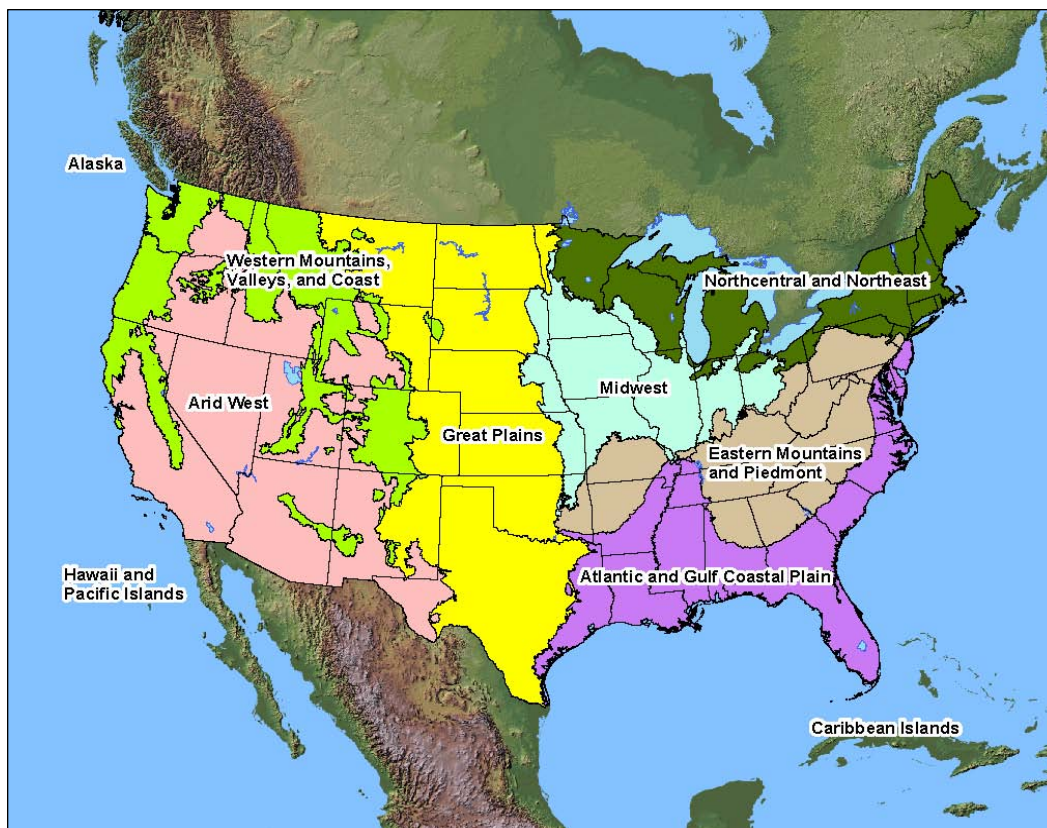 Alaska
Western Mountains,
Valleys, and Coast
Northcentral and Northeast
Midwest
Arid West
Great Plains
Eastern Mountains
and Piedmont
Hawaii and
Pacific Islands
Atlantic and Gulf Coastal Plain
Caribbean Islands